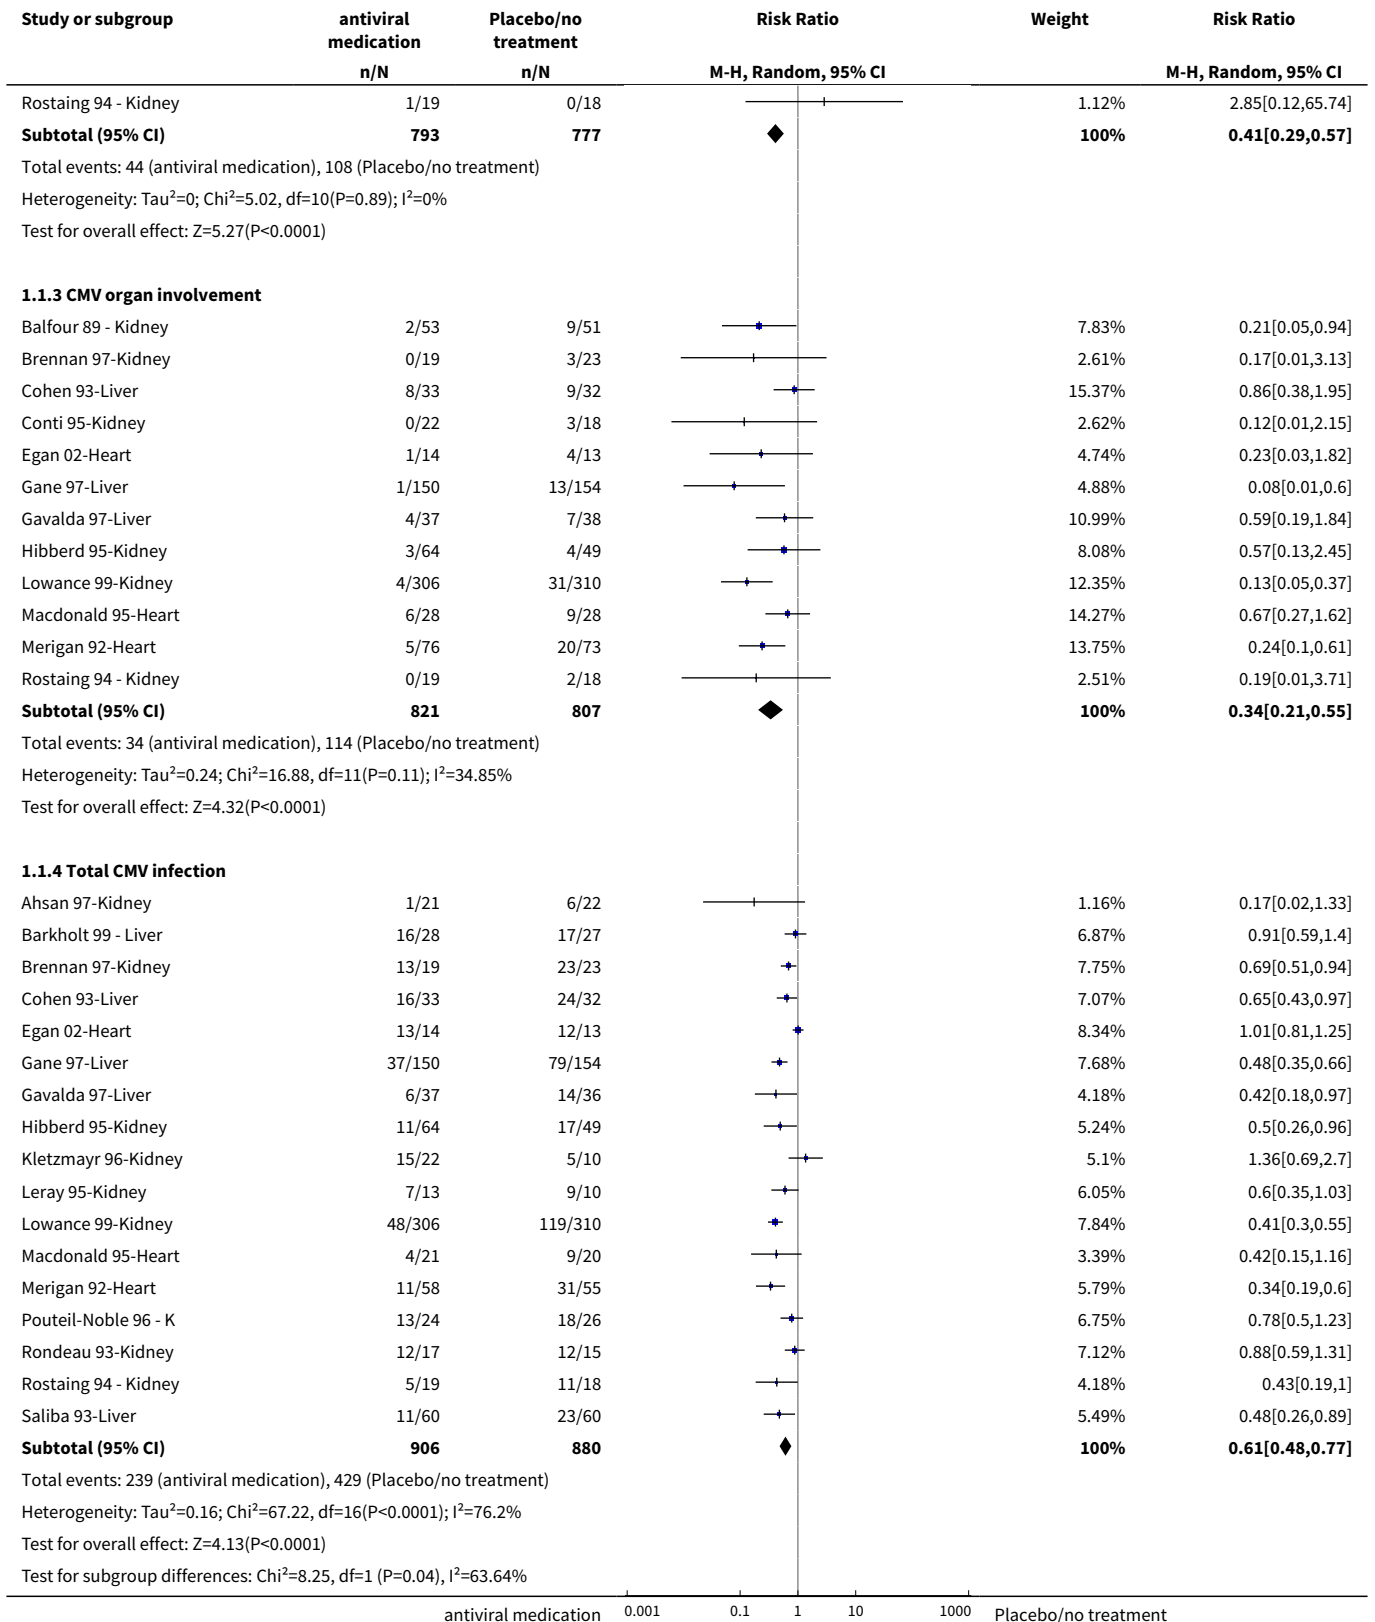 Study or subgroup antiviral medication Placebo/no treatment Risk Ratio Weight Risk Ratio
n/N n/N M-H, Random, 95% CI M-H, Random, 95% CI
Rostaing 94 - Kidney 1/19 0/18 1.12% 2.85[0.12,65.74]
Subtotal (95% CI) 793 777 100% 0.41[0.29,0.57]
Total events: 44 (antiviral medication), 108 (Placebo/no treatment)
Heterogeneity: Tau²=0; Chi²=5.02, df=10(P=0.89); I²=0%
Test for overall effect: Z=5.27(P<0.0001)
1.1.3 CMV organ involvement
Balfour 89 - Kidney 2/53 9/51 7.83% 0.21[0.05,0.94]
Brennan 97-Kidney 0/19 3/23 2.61% 0.17[0.01,3.13]
Cohen 93-Liver 8/33 9/32 15.37% 0.86[0.38,1.95]
Conti 95-Kidney 0/22 3/18 2.62% 0.12[0.01,2.15]
Egan 02-Heart 1/14 4/13 4.74% 0.23[0.03,1.82]
Gane 97-Liver 1/150 13/154 4.88% 0.08[0.01,0.6]
Gavalda 97-Liver 4/37 7/38 10.99% 0.59[0.19,1.84]
Hibberd 95-Kidney 3/64 4/49 8.08% 0.57[0.13,2.45]
Lowance 99-Kidney 4/306 31/310 12.35% 0.13[0.05,0.37]
Macdonald 95-Heart 6/28 9/28 14.27% 0.67[0.27,1.62]
Merigan 92-Heart 5/76 20/73 13.75% 0.24[0.1,0.61]
Rostaing 94 - Kidney 0/19 2/18 2.51% 0.19[0.01,3.71]
Subtotal (95% CI) 821 807 100% 0.34[0.21,0.55]
Total events: 34 (antiviral medication), 114 (Placebo/no treatment)
Heterogeneity: Tau²=0.24; Chi²=16.88, df=11(P=0.11); I²=34.85%
Test for overall effect: Z=4.32(P<0.0001)
1.1.4 Total CMV infection
Ahsan 97-Kidney 1/21 6/22 1.16% 0.17[0.02,1.33]
Barkholt 99 - Liver 16/28 17/27 6.87% 0.91[0.59,1.4]
Brennan 97-Kidney 13/19 23/23 7.75% 0.69[0.51,0.94]
Cohen 93-Liver 16/33 24/32 7.07% 0.65[0.43,0.97]
Egan 02-Heart 13/14 12/13 8.34% 1.01[0.81,1.25]
Gane 97-Liver 37/150 79/154 7.68% 0.48[0.35,0.66]
Gavalda 97-Liver 6/37 14/36 4.18% 0.42[0.18,0.97]
Hibberd 95-Kidney 11/64 17/49 5.24% 0.5[0.26,0.96]
Kletzmayr 96-Kidney 15/22 5/10 5.1% 1.36[0.69,2.7]
Leray 95-Kidney 7/13 9/10 6.05% 0.6[0.35,1.03]
Lowance 99-Kidney 48/306 119/310 7.84% 0.41[0.3,0.55]
Macdonald 95-Heart 4/21 9/20 3.39% 0.42[0.15,1.16]
Merigan 92-Heart 11/58 31/55 5.79% 0.34[0.19,0.6]
Pouteil-Noble 96 - K 13/24 18/26 6.75% 0.78[0.5,1.23]
Rondeau 93-Kidney 12/17 12/15 7.12% 0.88[0.59,1.31]
Rostaing 94 - Kidney 5/19 11/18 4.18% 0.43[0.19,1]
Saliba 93-Liver 11/60 23/60 5.49% 0.48[0.26,0.89]
Subtotal (95% CI) 906 880 100% 0.61[0.48,0.77]
Total events: 239 (antiviral medication), 429 (Placebo/no treatment)
Heterogeneity: Tau²=0.16; Chi²=67.22, df=16(P<0.0001); I²=76.2%
Test for overall effect: Z=4.13(P<0.0001)
Test for subgroup differences: Chi²=8.25, df=1 (P=0.04), I²=63.64%
antiviral medication 0.001 0.1 1 10 1000 Placebo/no treatment